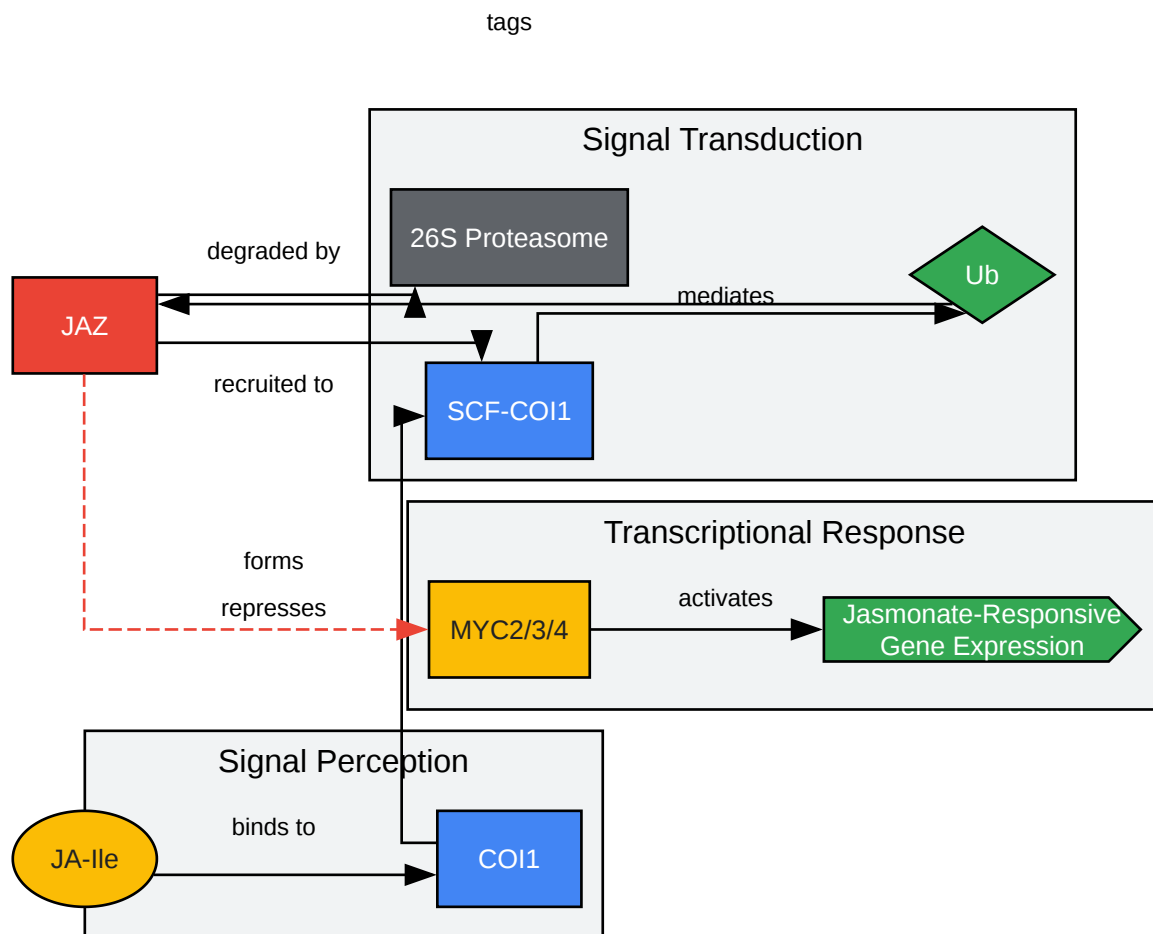 tags
Signal Transduction
26S Proteasome
degraded by
Ub
mediates
JAZ
recruited to
SCF-COI1
Transcriptional Response
forms
activates
represses
MYC2/3/4
Jasmonate-Responsive
Gene Expression
Signal Perception
binds to
JA-Ile
COI1